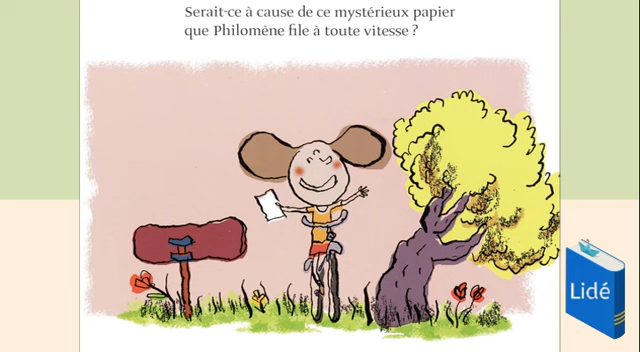 Serait-ce à cause de ce mystérieux papier
que Philomène file à toute vitesse ?
Lidé